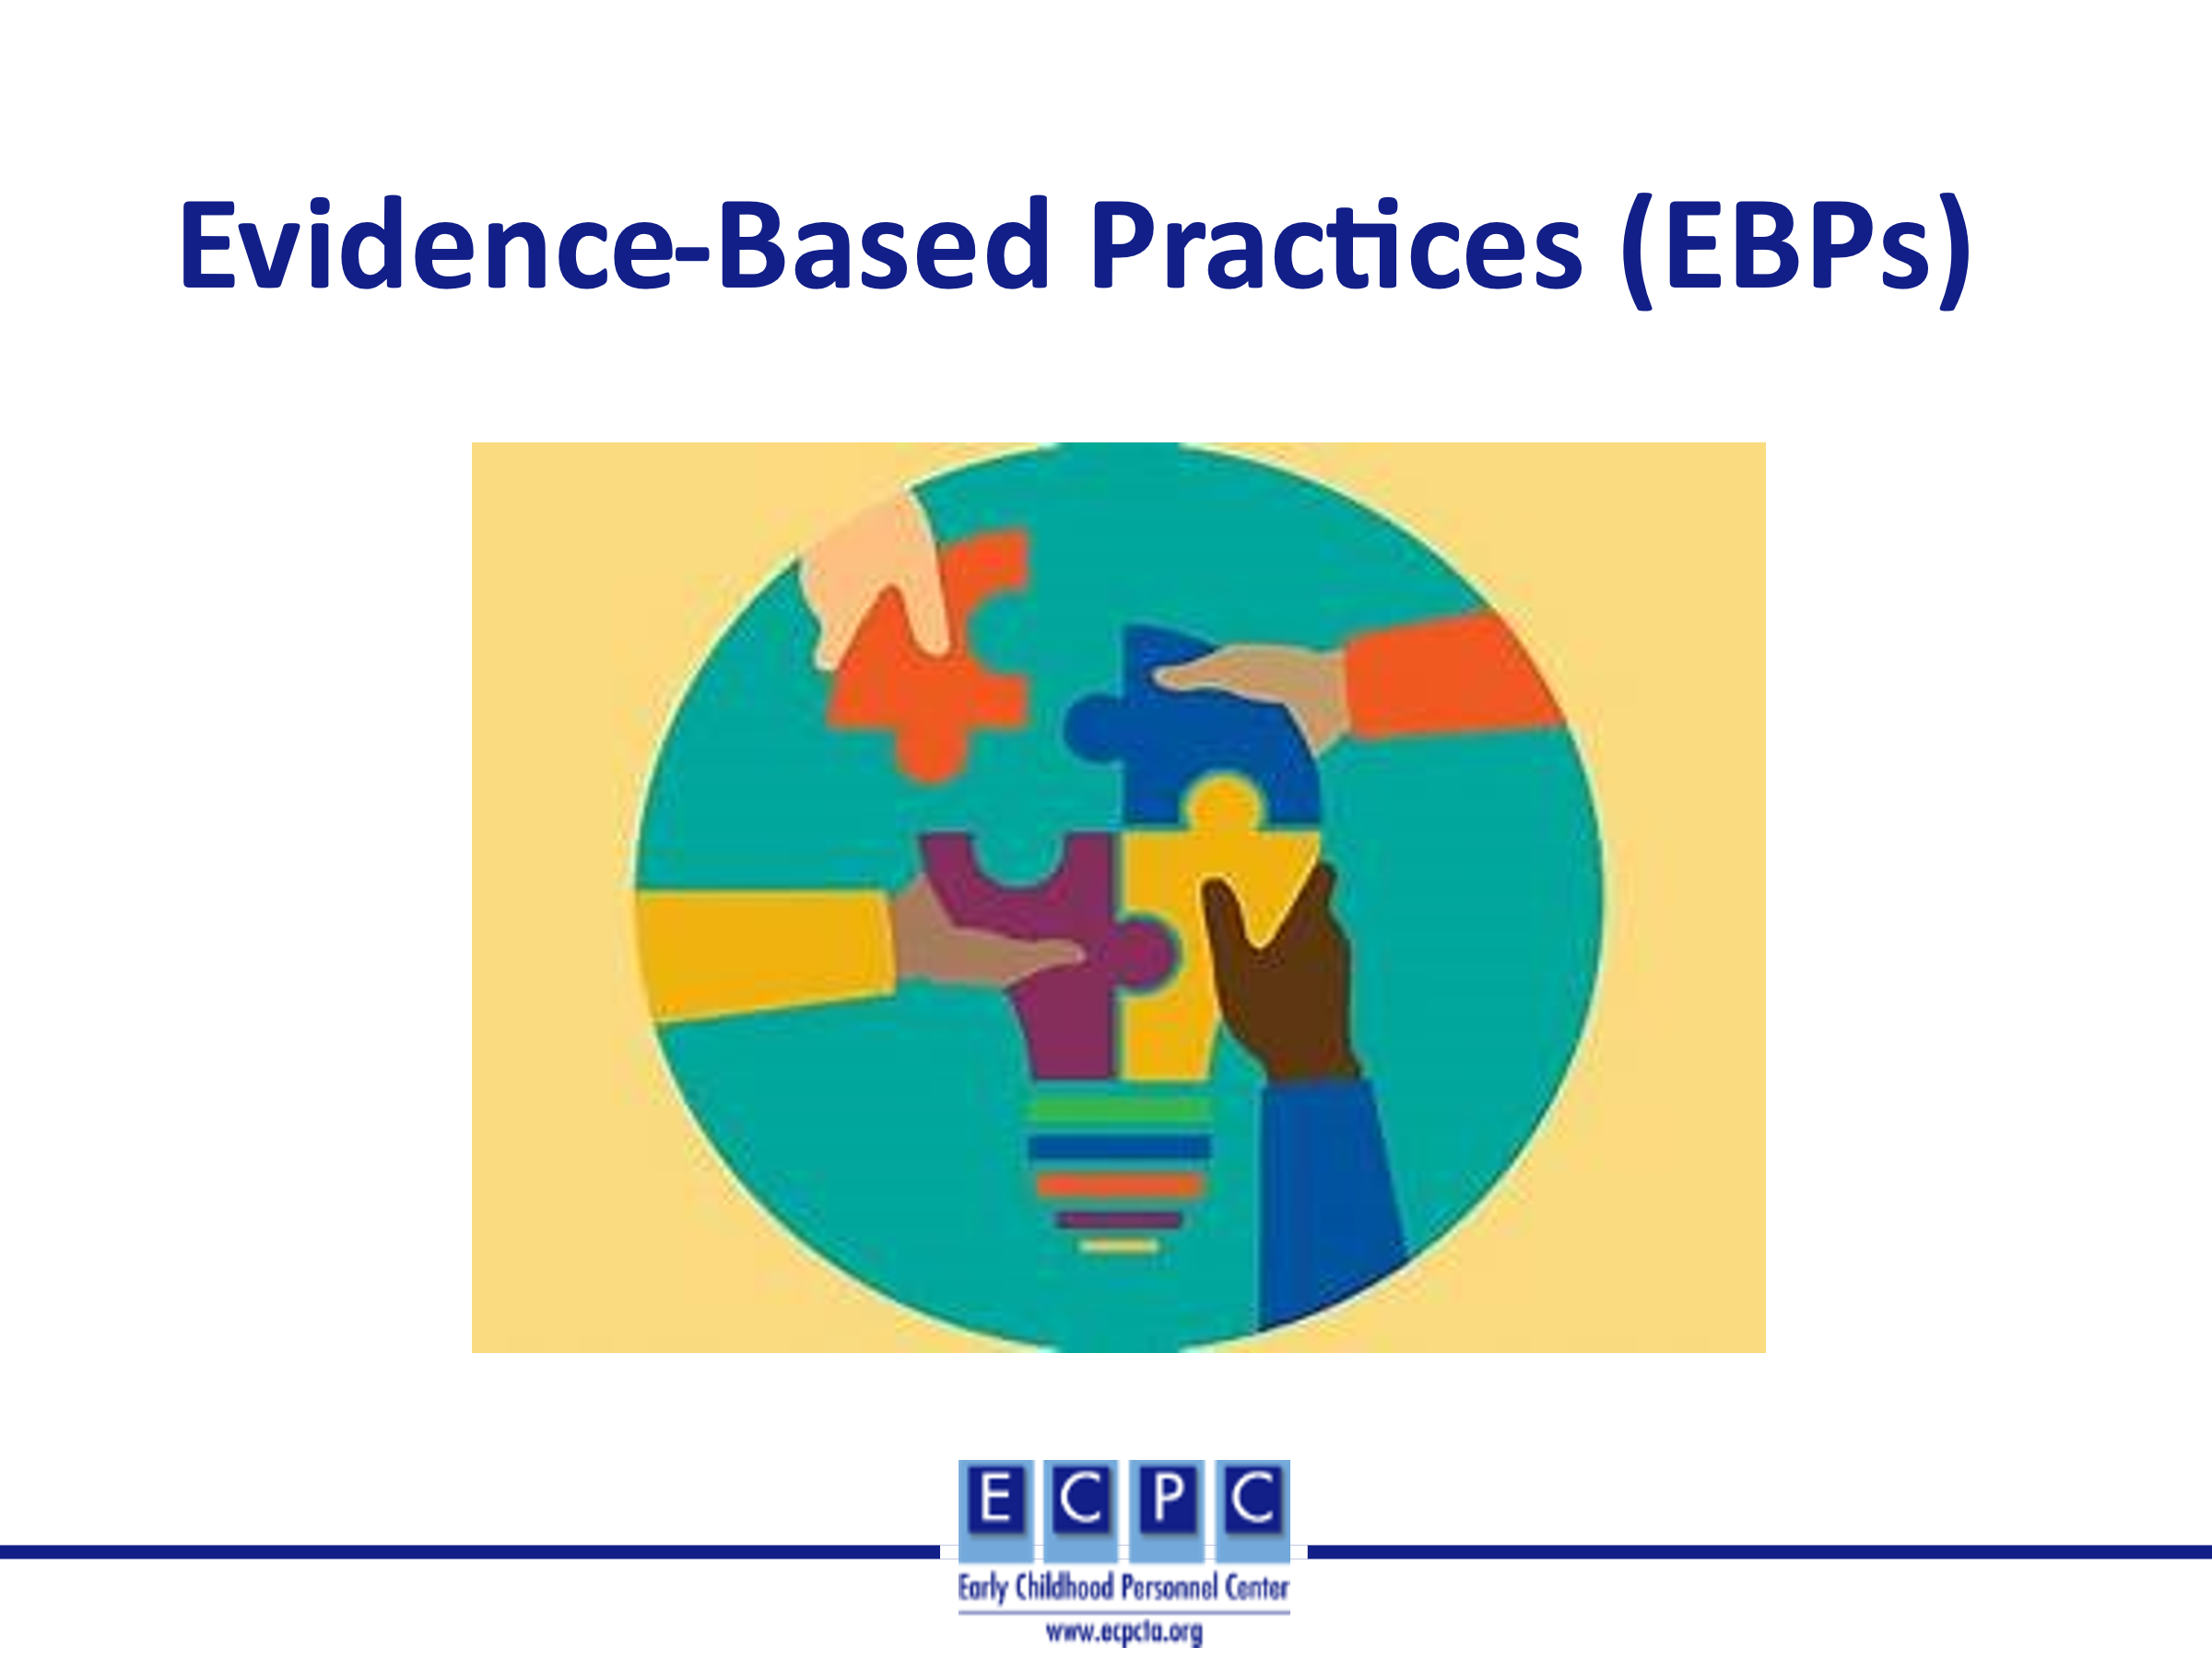 Evidence-Based Practices (EBPs)
E C P C
Early Childhood Personnel Center
www.ecpcta.org